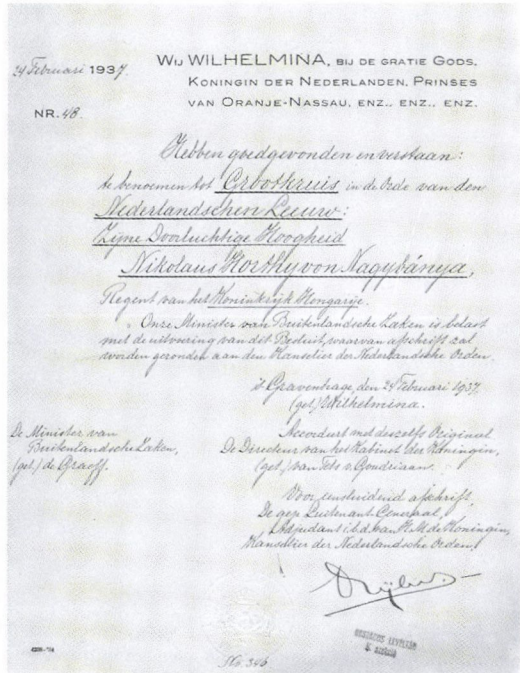 24 Februari 1937.
WIJ WILHELMINA, BIJ DE GRATIE GODS,
KONINGIN DER NEDERLANDEN, PRINSES
VAN ORANJE-NASSAU, ENZ., ENZ., ENZ.
NR. 48.
Hebben goedgevonden en verstaan:
te benoemen tot Grootkruis in de Orde van den
Nederlandschen Leeuw:
Zijne Doorluchtige Hoogheid
Nikolaus Horthy von Nagybánya,
Regent van het Koninkrijk Hongarije.
Onze Minister van Buitenlandsche Zaken is belast
met de uitvoering van dit Besluit, waarvan afschrift zal
worden gezonden aan den Kanselier der Nederlandsche Orden.
's Gravenhage, den 24 Februari 1937.
(get.) Wilhelmina.
De Minister van
Buitenlandsche Zaken,
(get.) de Graeff.
Accordeert met deszelfs Origineel
De Directeur van het Kabinet der Koningin,
(get.) van Tets v. Goudriaan.
Voor eensluidend afschrift
De gep. Luitenant-Generaal,
Adjudant i.b.d. van H.M. de Koningin,
Kanselier der Nederlandsche Orden,
No. 346